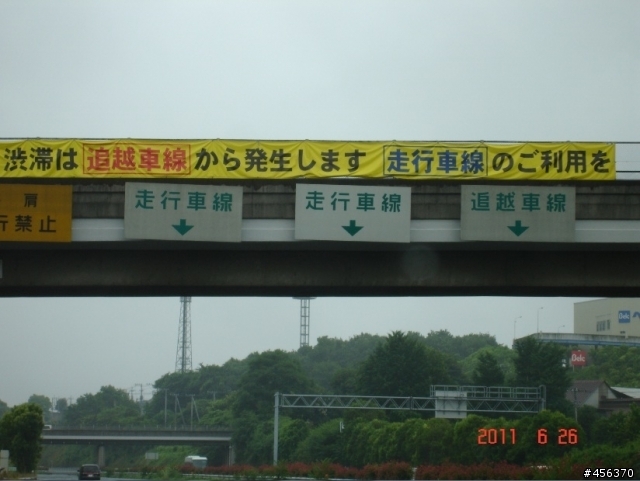 渋滞は 追越車線 から発生します 走行車線 のご利用を
肩
行禁止
走行車線
走行車線
追越車線
2011 6 26
#456370